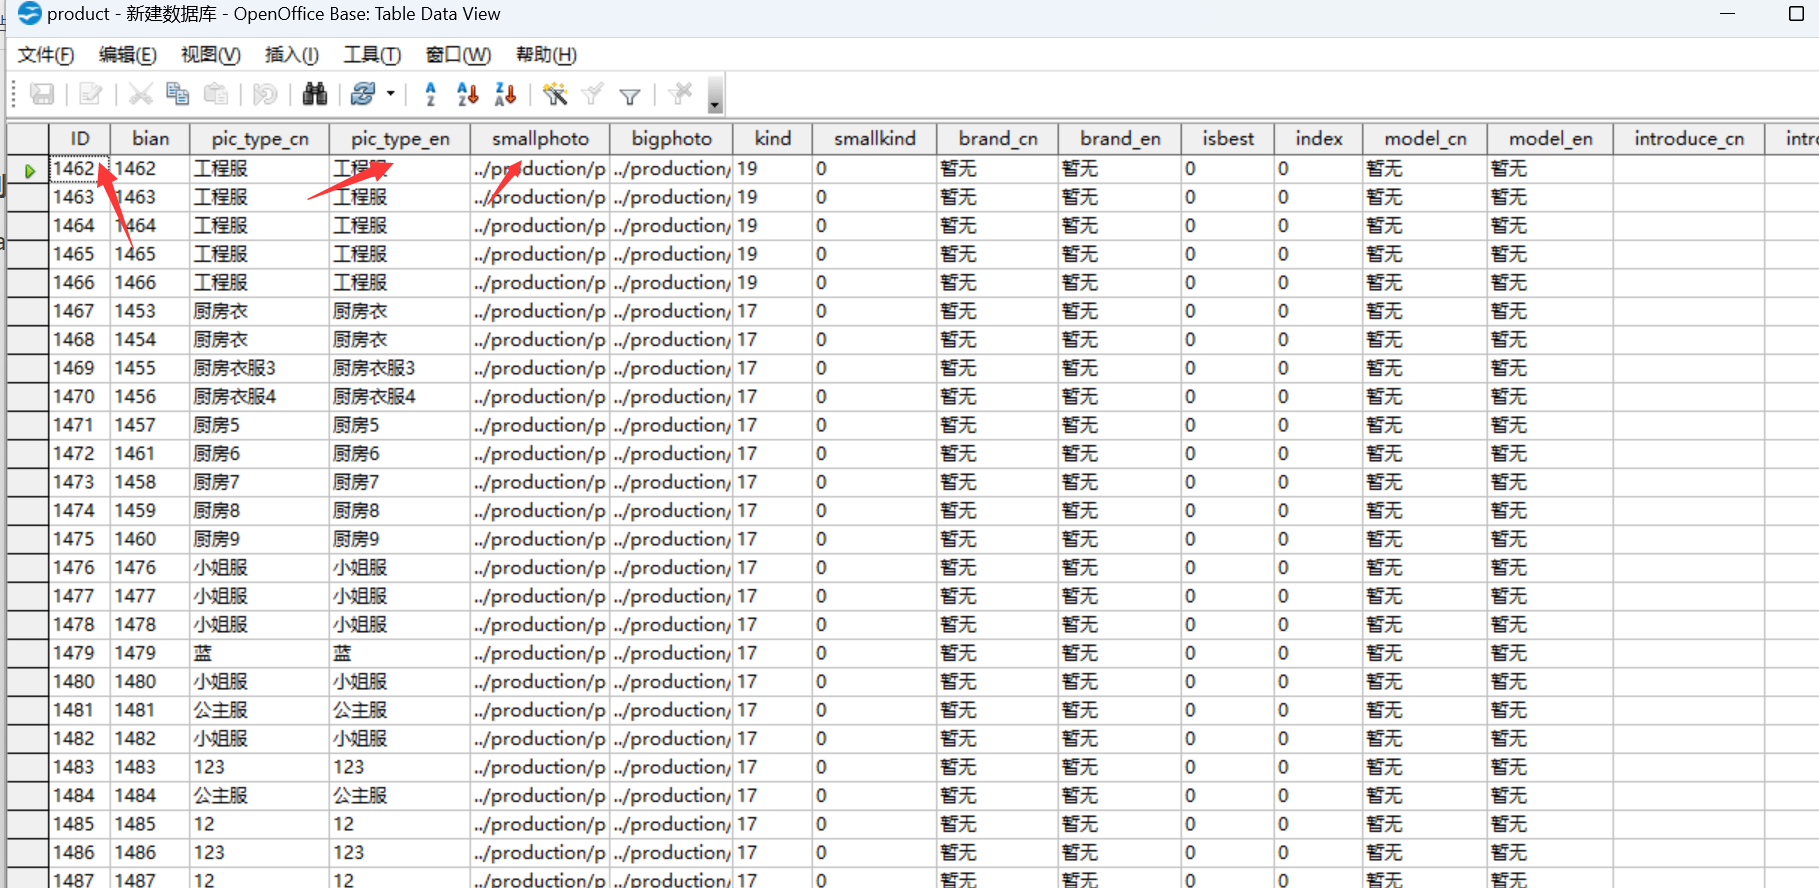 product - 新建数据库 - OpenOffice Base: Table Data View
文件(F) 编辑(E) 视图(V) 插入(I) 工具(T) 窗口(W) 帮助(H)
ID bian pic_type_cn pic_type_en smallphoto bigphoto kind smallkind brand_cn brand_en isbest index model_cn model_en introduce_cn intro
1462 1462 工程服 工程服 ../production/p ../production/ 19 0 暂无 暂无 0 0 暂无 暂无
1463 1463 工程服 工程服 ../production/p ../production/ 19 0 暂无 暂无 0 0 暂无 暂无
1464 1464 工程服 工程服 ../production/p ../production/ 19 0 暂无 暂无 0 0 暂无 暂无
1465 1465 工程服 工程服 ../production/p ../production/ 19 0 暂无 暂无 0 0 暂无 暂无
1466 1466 工程服 工程服 ../production/p ../production/ 19 0 暂无 暂无 0 0 暂无 暂无
1467 1453 厨房衣 厨房衣 ../production/p ../production/ 17 0 暂无 暂无 0 0 暂无 暂无
1468 1454 厨房衣 厨房衣 ../production/p ../production/ 17 0 暂无 暂无 0 0 暂无 暂无
1469 1455 厨房衣服3 厨房衣服3 ../production/p ../production/ 17 0 暂无 暂无 0 0 暂无 暂无
1470 1456 厨房衣服4 厨房衣服4 ../production/p ../production/ 17 0 暂无 暂无 0 0 暂无 暂无
1471 1457 厨房5 厨房5 ../production/p ../production/ 17 0 暂无 暂无 0 0 暂无 暂无
1472 1461 厨房6 厨房6 ../production/p ../production/ 17 0 暂无 暂无 0 0 暂无 暂无
1473 1458 厨房7 厨房7 ../production/p ../production/ 17 0 暂无 暂无 0 0 暂无 暂无
1474 1459 厨房8 厨房8 ../production/p ../production/ 17 0 暂无 暂无 0 0 暂无 暂无
1475 1460 厨房9 厨房9 ../production/p ../production/ 17 0 暂无 暂无 0 0 暂无 暂无
1476 1476 小姐服 小姐服 ../production/p ../production/ 17 0 暂无 暂无 0 0 暂无 暂无
1477 1477 小姐服 小姐服 ../production/p ../production/ 17 0 暂无 暂无 0 0 暂无 暂无
1478 1478 小姐服 小姐服 ../production/p ../production/ 17 0 暂无 暂无 0 0 暂无 暂无
1479 1479 蓝 蓝 ../production/p ../production/ 17 0 暂无 暂无 0 0 暂无 暂无
1480 1480 小姐服 小姐服 ../production/p ../production/ 17 0 暂无 暂无 0 0 暂无 暂无
1481 1481 公主服 公主服 ../production/p ../production/ 17 0 暂无 暂无 0 0 暂无 暂无
1482 1482 小姐服 小姐服 ../production/p ../production/ 17 0 暂无 暂无 0 0 暂无 暂无
1483 1483 123 123 ../production/p ../production/ 17 0 暂无 暂无 0 0 暂无 暂无
1484 1484 公主服 公主服 ../production/p ../production/ 17 0 暂无 暂无 0 0 暂无 暂无
1485 1485 12 12 ../production/p ../production/ 17 0 暂无 暂无 0 0 暂无 暂无
1486 1486 123 123 ../production/p ../production/ 17 0 暂无 暂无 0 0 暂无 暂无
1487 1487 12 12 ../production/p ../production/ 17 0 暂无 暂无 0 0 暂无 暂无